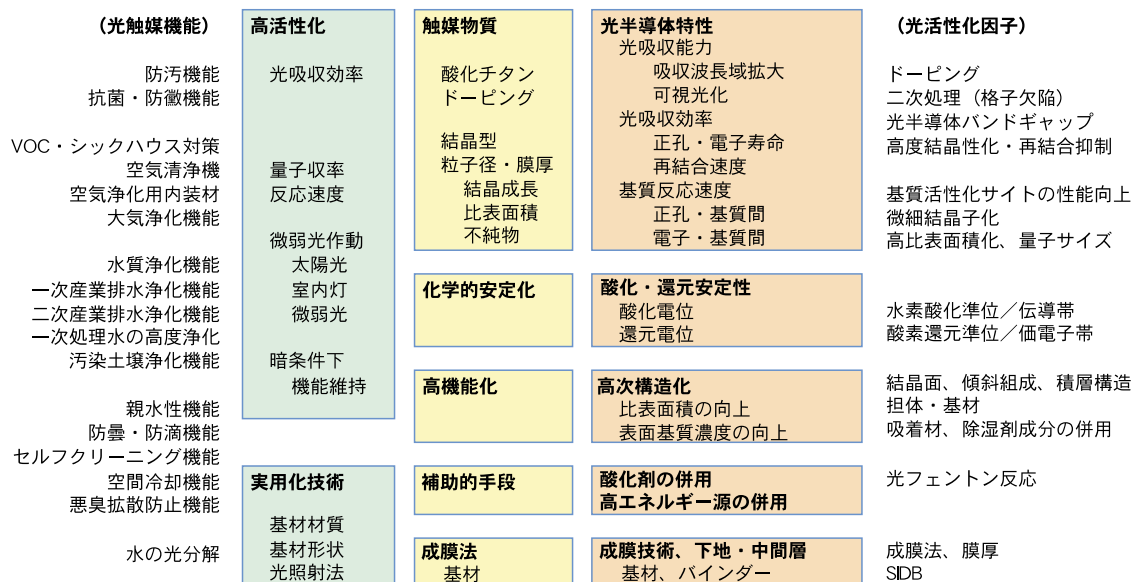 (光触媒機能)
防汚機能
抗菌・防黴機能
VOC・シックハウス対策
空気清浄機
空気浄化用内装材
大気浄化機能
水質浄化機能
一次産業排水浄化機能
二次産業排水浄化機能
一次処理水の高度浄化
汚染土壌浄化機能
親水性機能
防曇・防滴機能
セルフクリーニング機能
空間冷却機能
悪臭拡散防止機能
水の光分解
高活性化
光吸収効率
量子収率
反応速度
微弱光作動
太陽光
室内灯
微弱光
暗条件下
機能維持
実用化技術
基材材質
基材形状
光照射法
触媒物質
酸化チタン
ドーピング
結晶型
粒子径・膜厚
結晶成長
比表面積
不純物
化学的安定化
高機能化
補助的手段
成膜法
基材
光半導体特性
光吸収能力
吸収波長域拡大
可視光化
光吸収効率
正孔・電子寿命
再結合速度
基質反応速度
正孔・基質間
電子・基質間
酸化・還元安定性
酸化電位
還元電位
高次構造化
比表面積の向上
表面基質濃度の向上
酸化剤の併用
高エネルギー源の併用
成膜技術、下地・中間層
基材、バインダー
(光活性化因子)
ドーピング
二次処理(格子欠陥)
光半導体バンドギャップ
高度結晶性化・再結合抑制
基質活性化サイトの性能向上
微細結晶子化
高比表面積化、量子サイズ
水素酸化準位/伝導帯
酸素還元準位/価電子帯
結晶面、傾斜組成、積層構造
担体・基材
吸着材、除湿剤成分の併用
光フェントン反応
成膜法、膜厚
SIDB